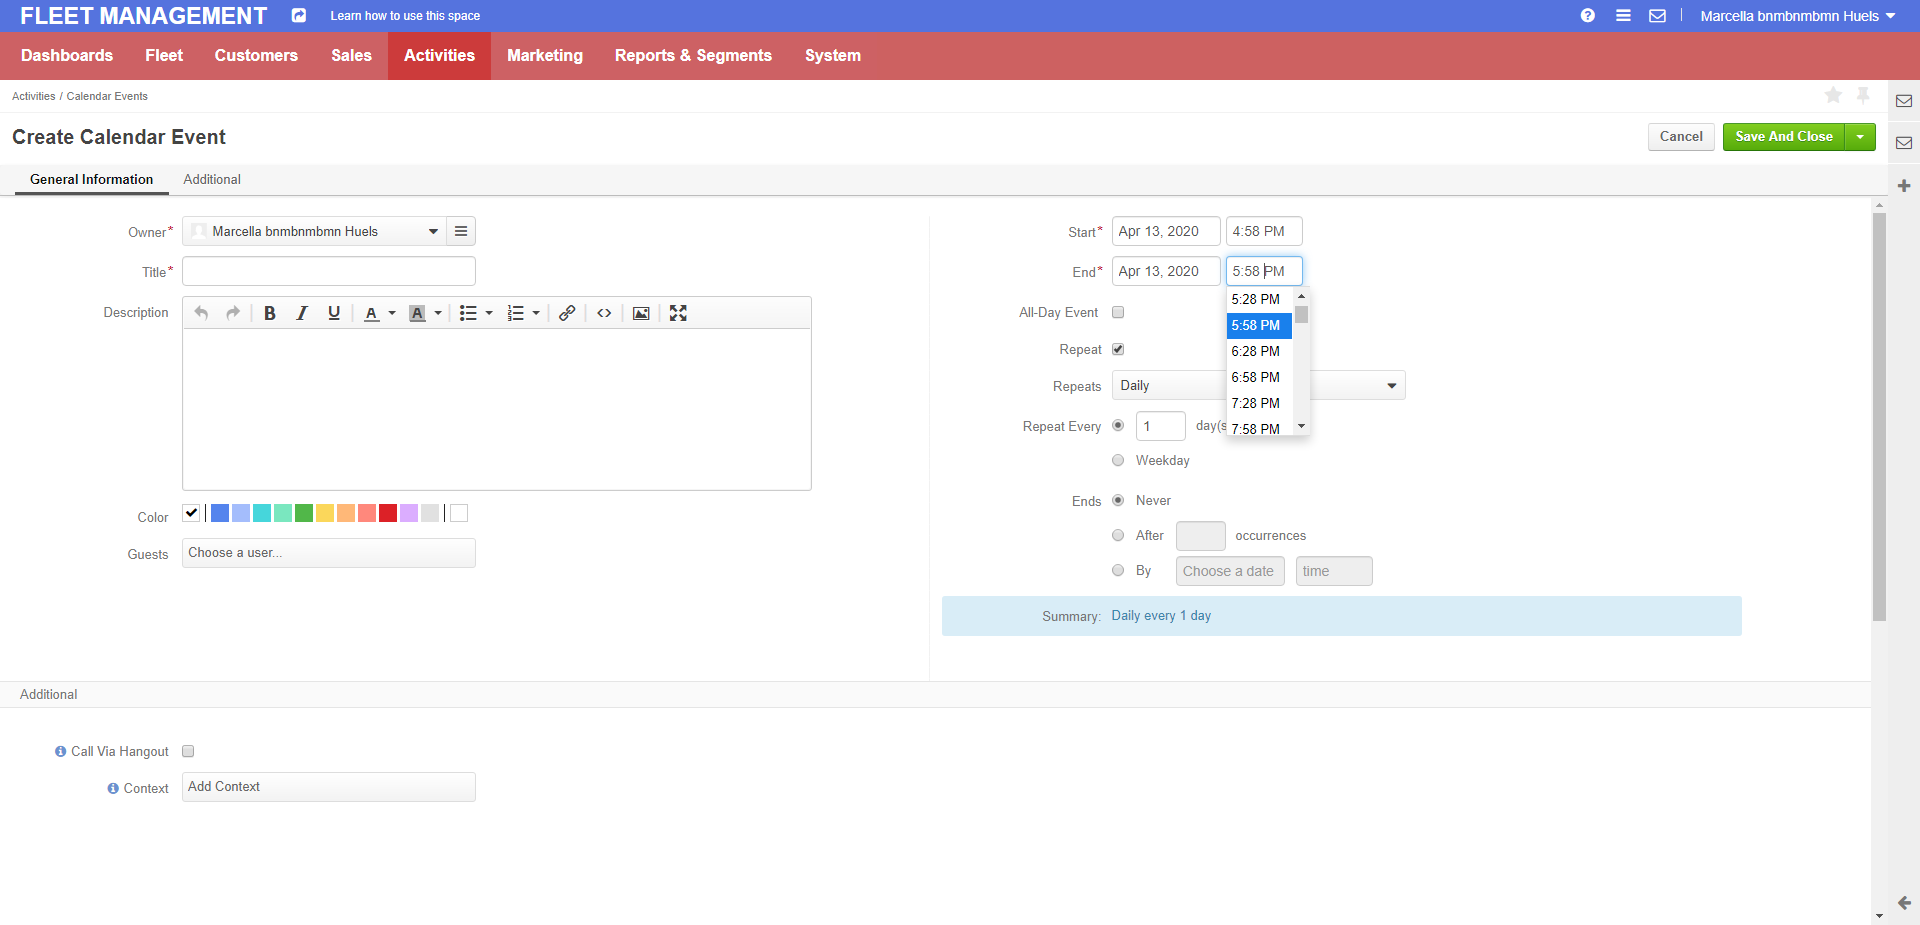 FLEET MANAGEMENT Learn how to use this space Marcella bnmbnmbmn Huels
Dashboards Fleet Customers Sales Activities Marketing Reports & Segments System
Activities / Calendar Events
Create Calendar Event Cancel Save And Close
General Information Additional
Owner* Marcella bnmbnmbmn Huels
Title*
Description
B I U A A
Color
Guests Choose a user...
Start* Apr 13, 2020 4:58 PM
End* Apr 13, 2020 5:58 PM
5:28 PM
5:58 PM
6:28 PM
6:58 PM
7:28 PM
7:58 PM
All-Day Event
Repeat
Repeats Daily
Repeat Every 1 day(s
Weekday
Ends Never
After occurrences
By Choose a date time
Summary: Daily every 1 day
Additional
Call Via Hangout
Context Add Context